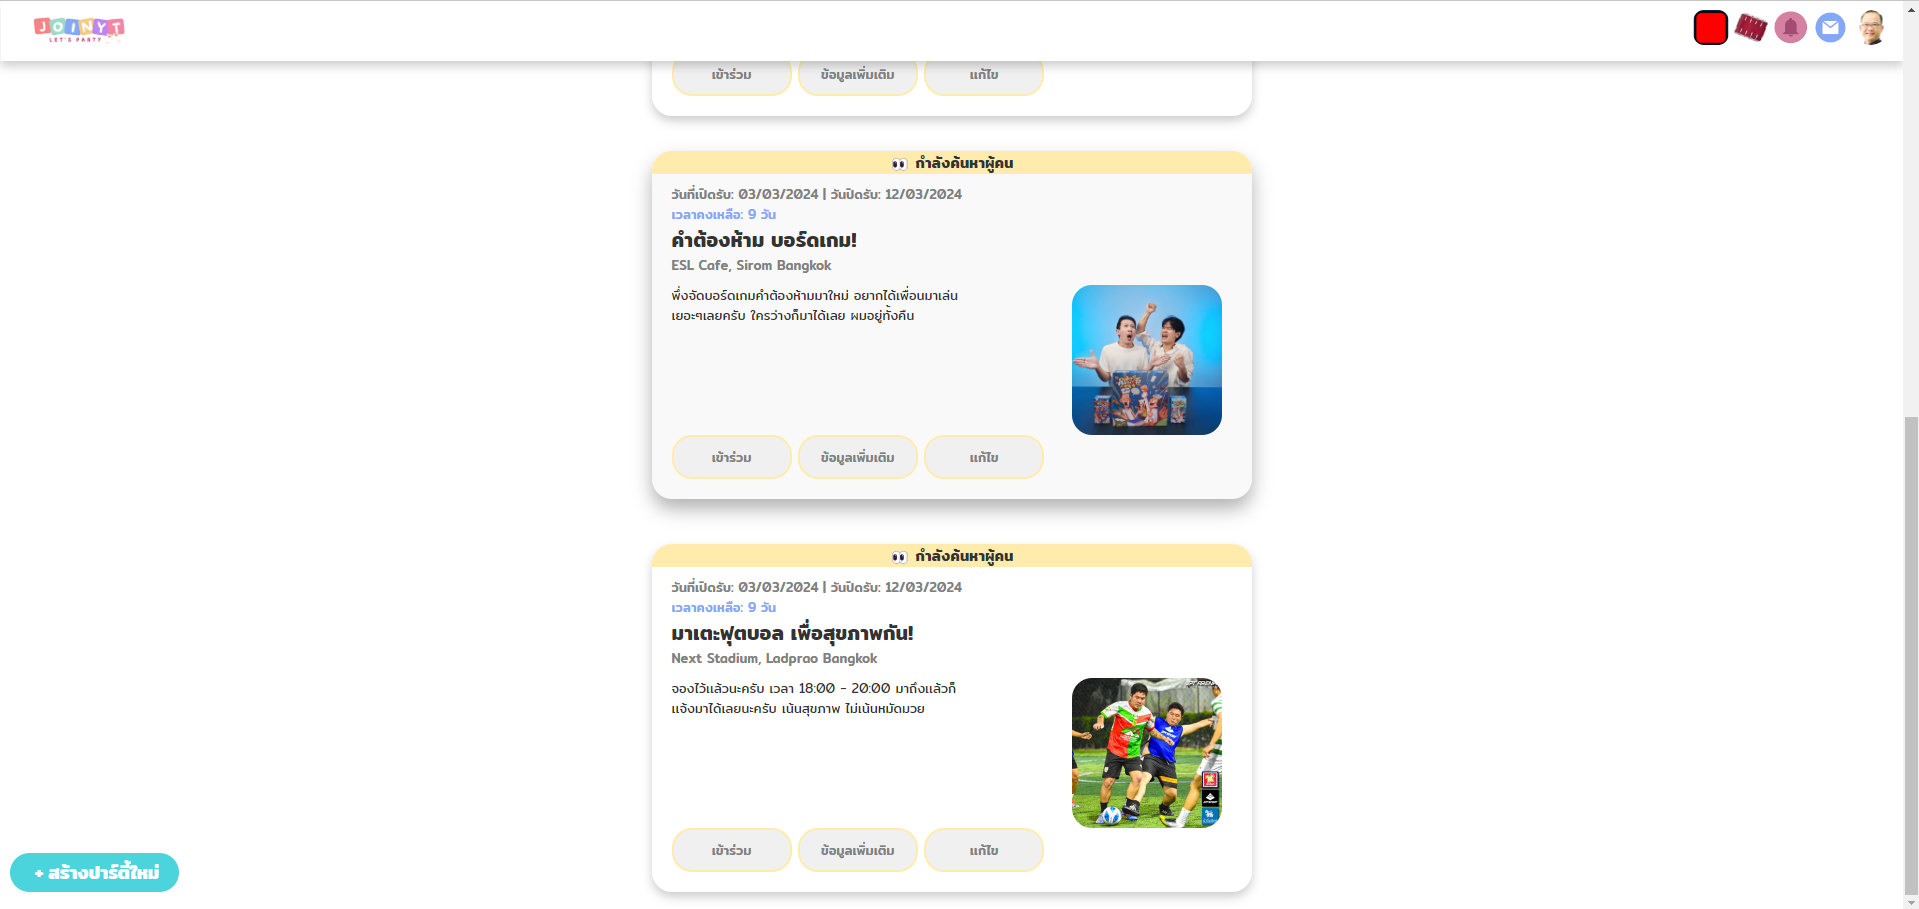 JOINYT
LET'S PARTY
เข้าร่วม
ข้อมูลเพิ่มเติม
แก้ไข
👀 กำลังค้นหาผู้คน
วันที่เปิดรับ: 03/03/2024 | วันปิดรับ: 12/03/2024
เวลาคงเหลือ: 9 วัน
คำต้องห้าม บอร์ดเกม!
ESL Cafe, Sirom Bangkok
พึ่งจัดบอร์ดเกมคำต้องห้ามมาใหม่ อยากได้เพื่อนมาเล่น
เยอะๆเลยครับ ใครว่างก็มาได้เลย ผมอยู่ทั้งคืน
เข้าร่วม
ข้อมูลเพิ่มเติม
แก้ไข
👀 กำลังค้นหาผู้คน
วันที่เปิดรับ: 03/03/2024 | วันปิดรับ: 12/03/2024
เวลาคงเหลือ: 9 วัน
มาเตะฟุตบอล เพื่อสุขภาพกัน!
Next Stadium, Ladprao Bangkok
จองไว้แล้วนะครับ เวลา 18:00 - 20:00 มาถึงแล้วก็
แจ้งมาได้เลยนะครับ เน้นสุขภาพ ไม่เน้นหมัดมวย
เข้าร่วม
ข้อมูลเพิ่มเติม
แก้ไข
+ สร้างปาร์ตี้ใหม่